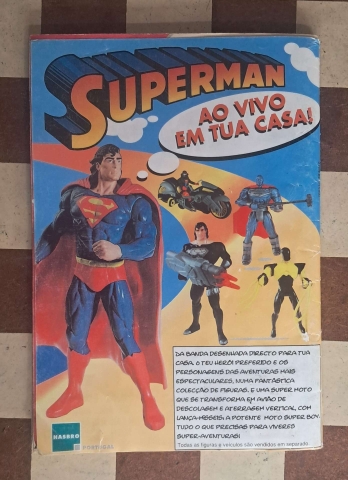 SUPERMAN
AO VIVO
EM TUA CASA!
DA BANDA DESENHADA DIRECTO PARA TUA
CASA. O TEU HERÓI PREFERIDO E OS
PERSONAGENS DAS AVENTURAS MAIS
ESPECTACULARES, NUMA FANTÁSTICA
COLECÇÃO DE FIGURAS. E UMA SUPER MOTO
QUE SE TRANSFORMA EM AVIÃO DE
DESCOLAGEM E ATERRAGEM VERTICAL, COM
LANÇA-MÍSSEIS: A POTENTE MOTO SUPER BOY.
TUDO O QUE PRECISAS PARA VIVERES
SUPER-AVENTURAS!
Todas as figuras e veículos são vendidos em separado.
HASBRO
PORTUGAL